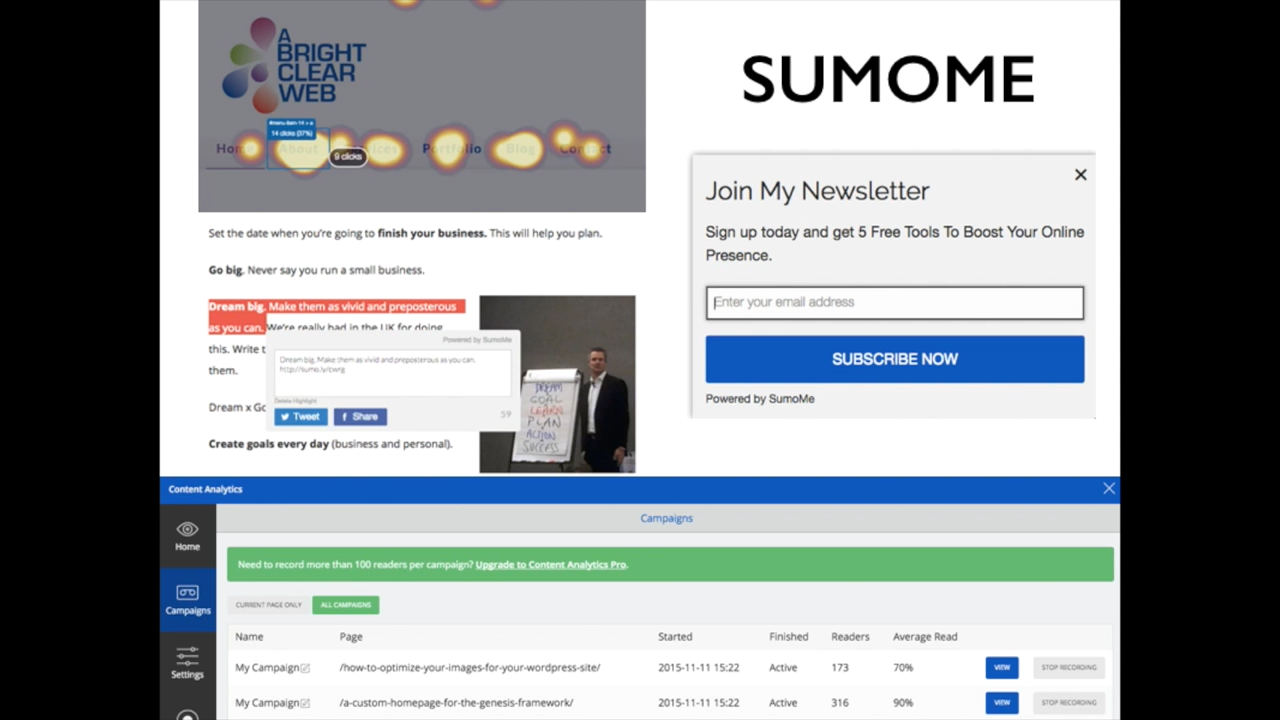 A
BRIGHT
CLEAR
WEB
SUMOME
14 clicks (37%)
Home About Services Portfolio Blog Contact
9 clicks
Join My Newsletter
Sign up today and get 5 Free Tools To Boost Your Online
Presence.
Enter your email address
SUBSCRIBE NOW
Powered by SumoMe
Set the date when you're going to finish your business. This will help you plan.
Go big. Never say you run a small business.
Dream big. Make them as vivid and preposterous
as you can. We're really bad in the UK for doing
this. Write t
them.
Dream x Go
Create goals every day (business and personal).
Powered by SumoMe
Dream big. Make them as vivid and preposterous as you can.
Delete Highlight
Tweet
Share
59
DREAM
GOAL
LEARN
PLAN
ACTION
SUCCESS
Content Analytics
Home
Campaigns
Settings
Campaigns
Need to record more than 100 readers per campaign? Upgrade to Content Analytics Pro.
CURRENT PAGE ONLY ALL CAMPAIGNS
Name Page Started Finished Readers Average Read
My Campaign /how-to-optimize-your-images-for-your-wordpress-site/ 2015-11-11 15:22 Active 173 70% VIEW STOP RECORDING
My Campaign /a-custom-homepage-for-the-genesis-framework/ 2015-11-11 15:22 Active 316 90% VIEW STOP RECORDING